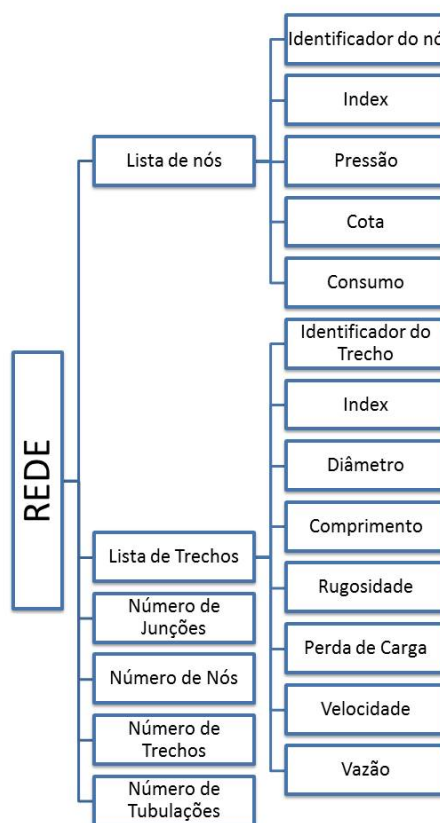 REDE
Lista de nós
Identificador do nó
Index
Pressão
Cota
Consumo
Lista de Trechos
Identificador do
Trecho
Index
Diâmetro
Comprimento
Rugosidade
Perda de Carga
Velocidade
Vazão
Número de
Junções
Número de Nós
Número de
Trechos
Número de
Tubulações